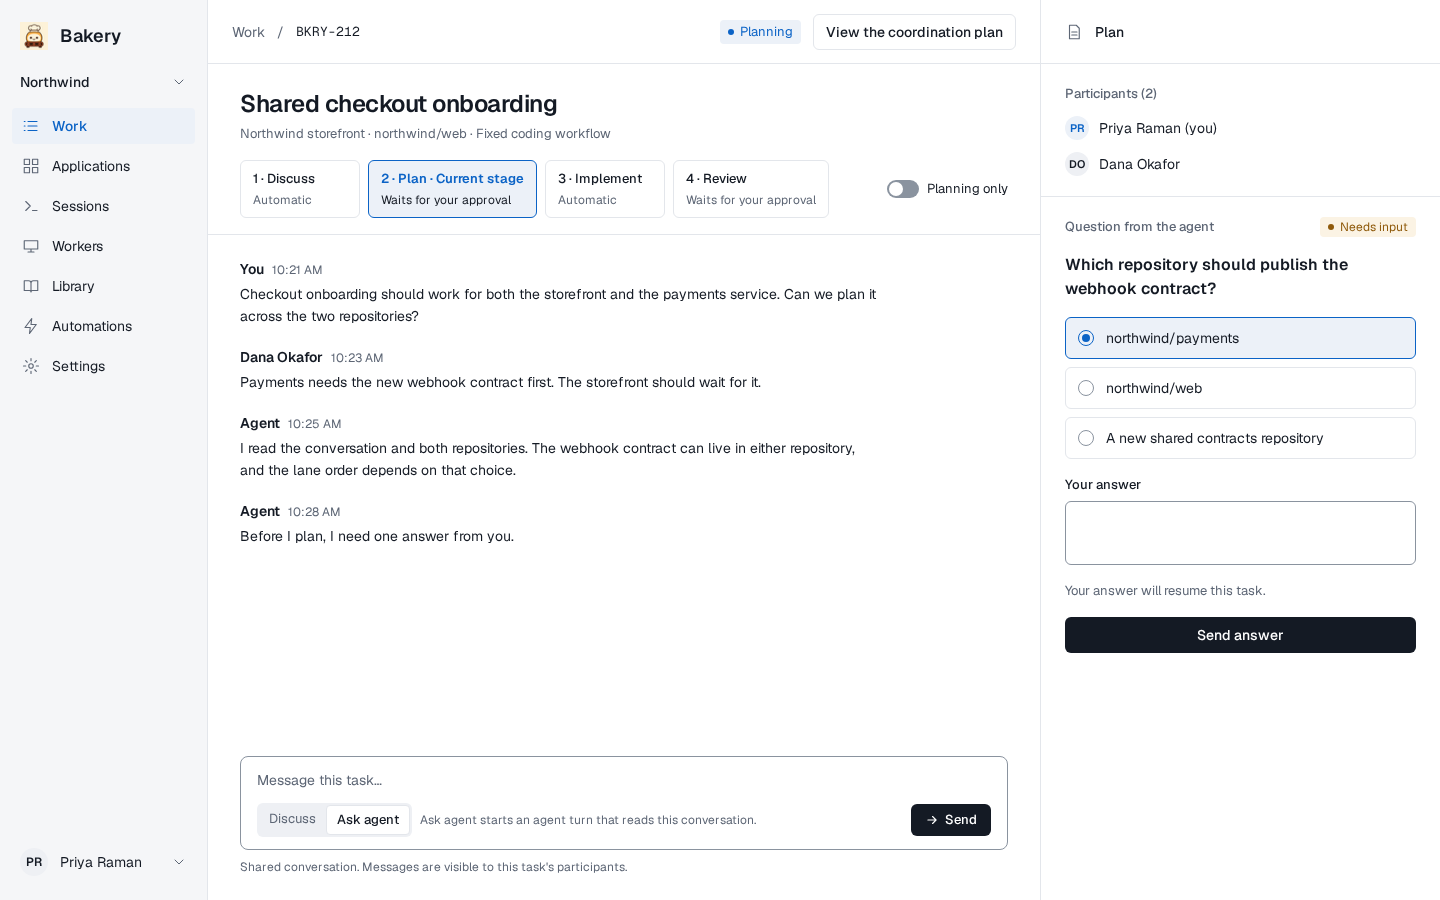 Bakery
Northwind
Work
Applications
Sessions
Workers
Library
Automations
Settings
PR Priya Raman
Work / BKRY-212
Planning
View the coordination plan
Shared checkout onboarding
Northwind storefront · northwind/web · Fixed coding workflow
1 · Discuss
Automatic
2 · Plan · Current stage
Waits for your approval
3 · Implement
Automatic
4 · Review
Waits for your approval
Planning only
You 10:21 AM
Checkout onboarding should work for both the storefront and the payments service. Can we plan it
across the two repositories?
Dana Okafor 10:23 AM
Payments needs the new webhook contract first. The storefront should wait for it.
Agent 10:25 AM
I read the conversation and both repositories. The webhook contract can live in either repository,
and the lane order depends on that choice.
Agent 10:28 AM
Before I plan, I need one answer from you.
Message this task…
Discuss
Ask agent
Ask agent starts an agent turn that reads this conversation.
Send
Shared conversation. Messages are visible to this task's participants.
Plan
Participants (2)
PR Priya Raman (you)
DO Dana Okafor
Question from the agent
Needs input
Which repository should publish the
webhook contract?
northwind/payments
northwind/web
A new shared contracts repository
Your answer
Your answer will resume this task.
Send answer